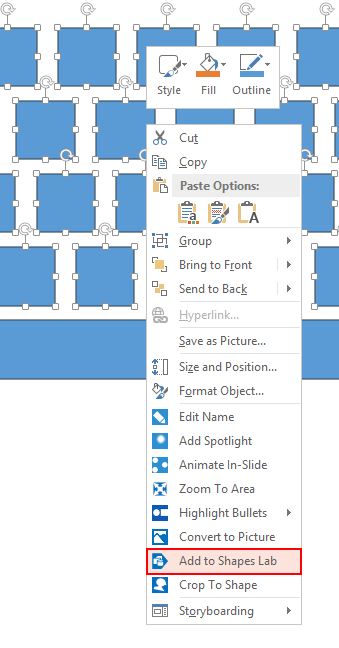 Style Fill Outline
Cut
Copy
Paste Options:
Group
Bring to Front
Send to Back
Hyperlink...
Save as Picture...
Size and Position...
Format Object...
Edit Name
Add Spotlight
Animate In-Slide
Zoom To Area
Highlight Bullets
Convert to Picture
Add to Shapes Lab
Crop To Shape
Storyboarding